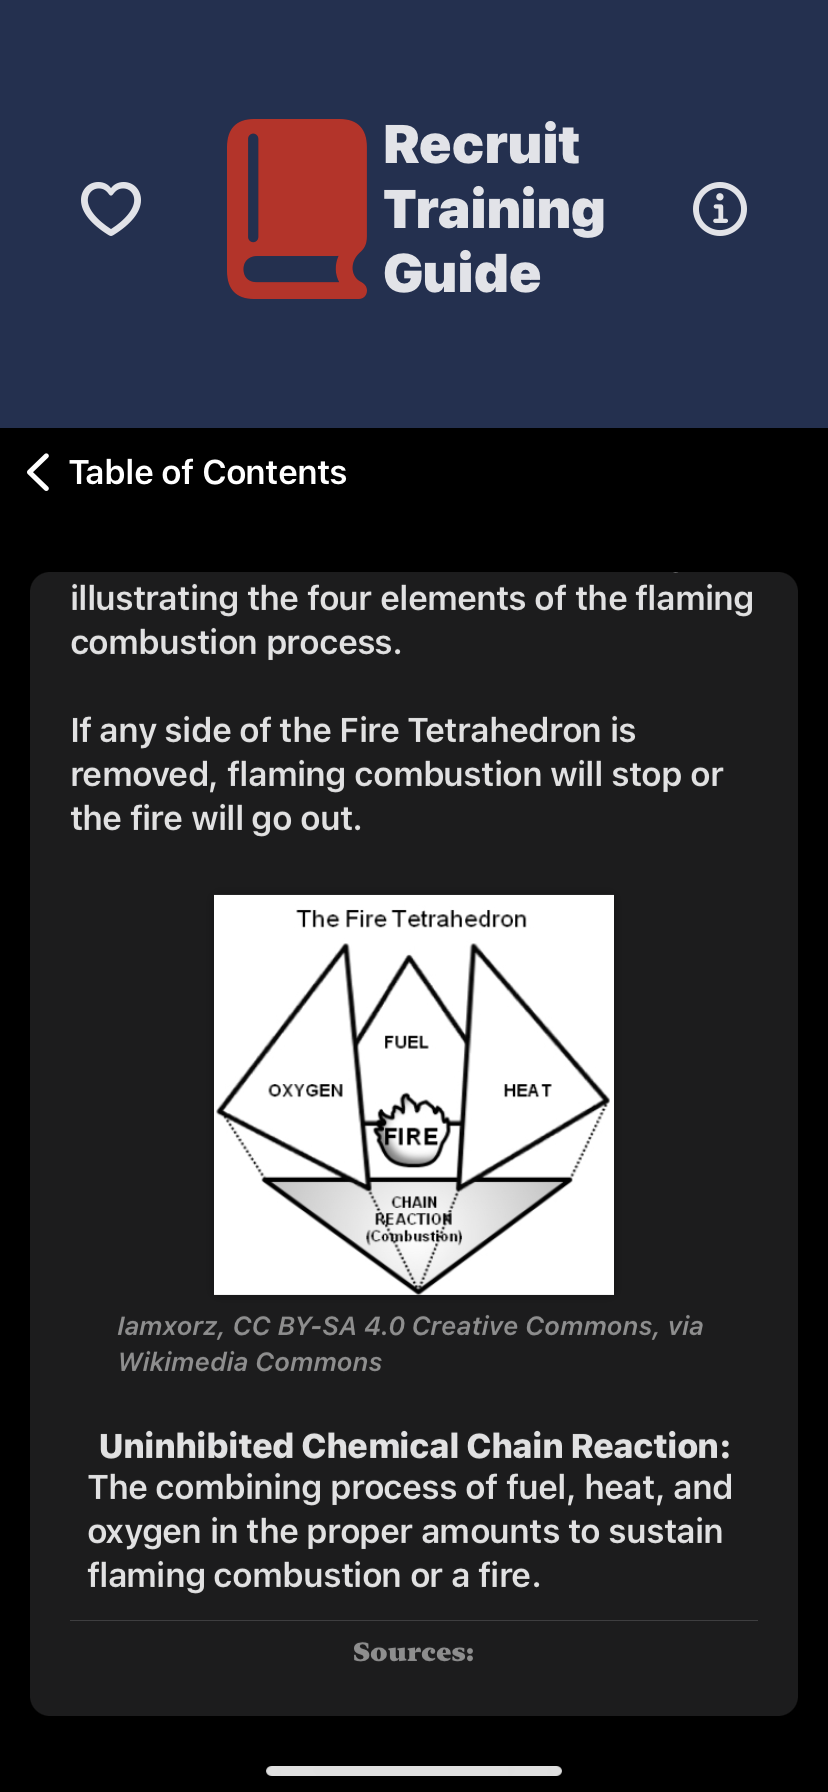 Recruit
Training
Guide
Table of Contents
illustrating the four elements of the flaming
combustion process.
If any side of the Fire Tetrahedron is
removed, flaming combustion will stop or
the fire will go out.
The Fire Tetrahedron
FUEL
OXYGEN
HEAT
FIRE
CHAIN
REACTION
(Combustion)
Iamxorz, CC BY-SA 4.0 Creative Commons, via
Wikimedia Commons
Uninhibited Chemical Chain Reaction:
The combining process of fuel, heat, and
oxygen in the proper amounts to sustain
flaming combustion or a fire.
Sources: